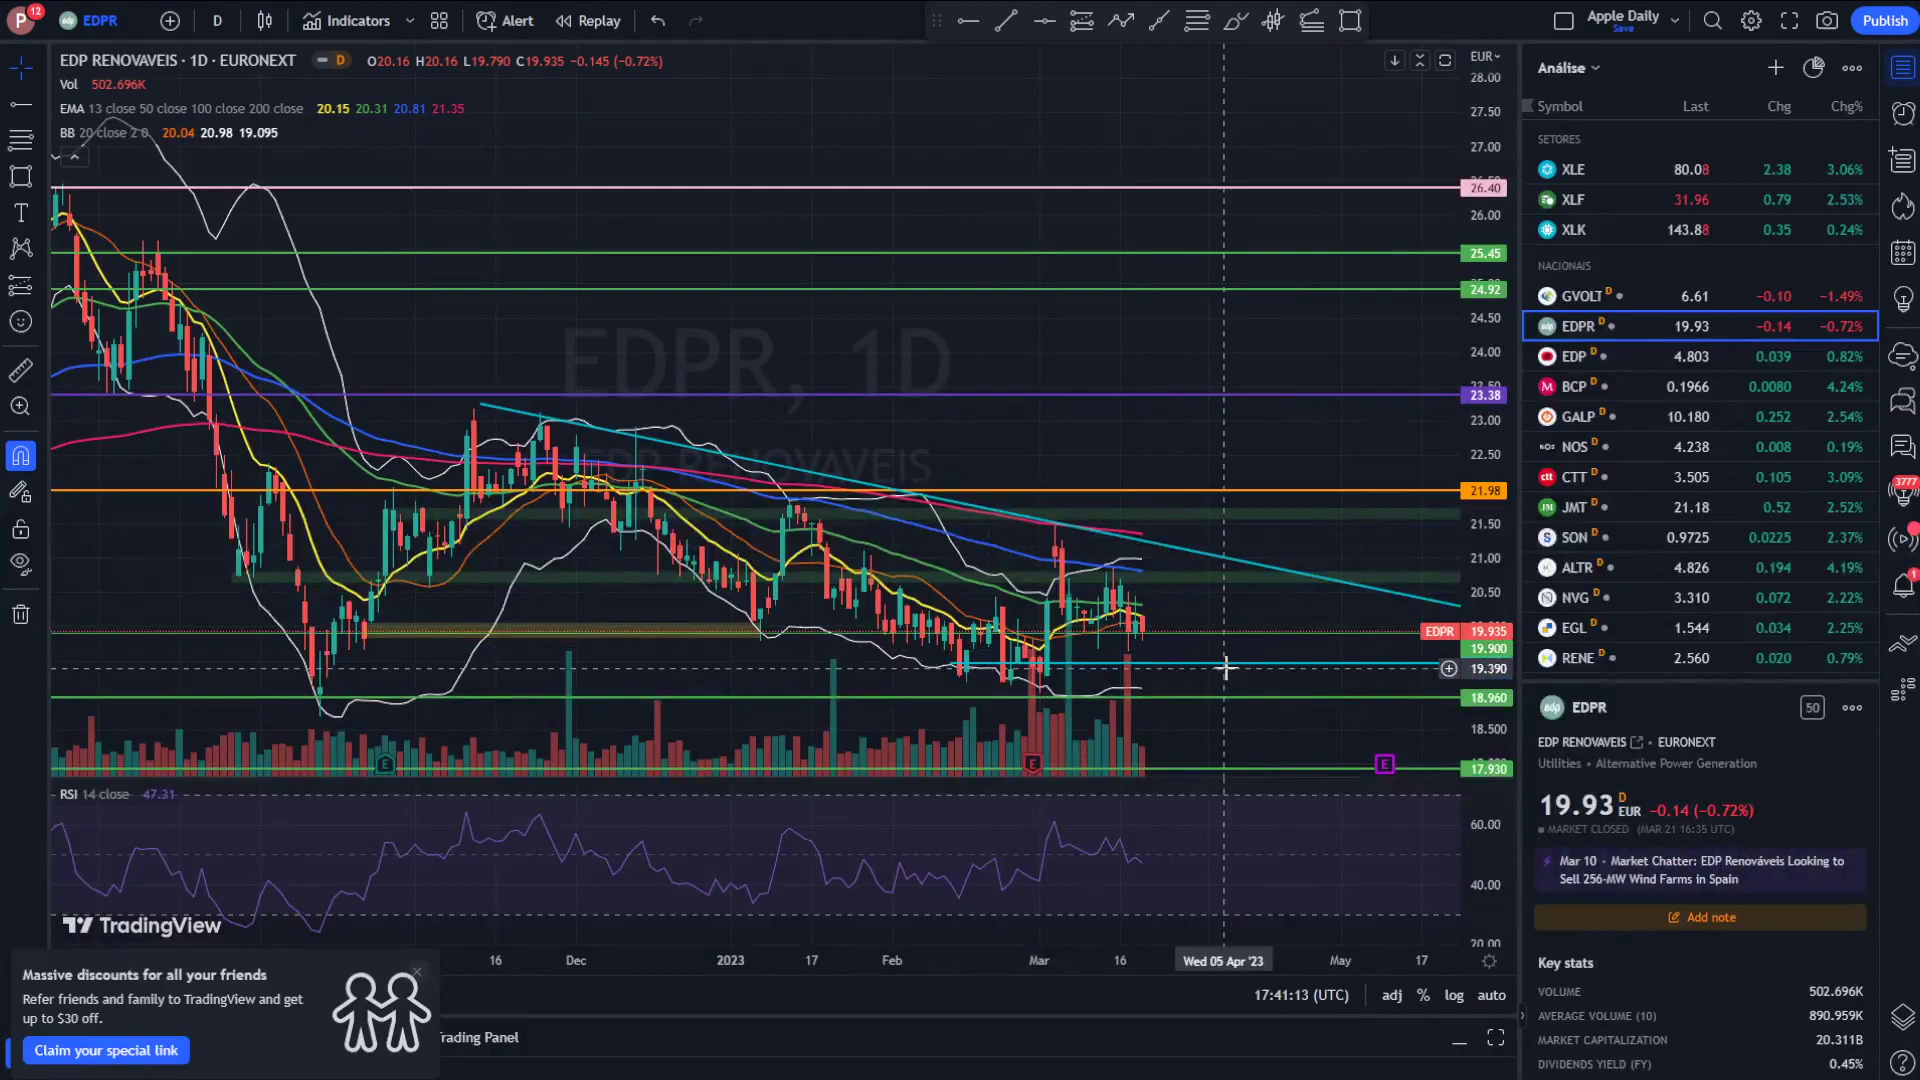 P 12 EDPR D Indicators Alert Replay Apple Daily Save Publish
EDP RENOVAVEIS · 1D · EURONEXT D O20.16 H20.16 L19.790 C19.935 −0.145 (−0.72%)
Vol 502.696K
EMA 13 close 50 close 100 close 200 close 20.15 20.31 20.81 21.35
BB 20 close 2 0 20.04 20.98 19.095
EDPR, 1D
EDP RENOVAVEIS
EUR
28.00
27.50
27.00
26.40
26.00
25.45
24.92
24.50
24.00
23.38
23.00
22.50
21.98
21.50
21.00
20.50
EDPR 19.935
19.900
19.390
18.960
18.500
17.930
E E E
RSI 14 close 47.31
60.00
40.00
20.00
TradingView
16 Dec 2023 17 Feb Mar 16 Wed 05 Apr '23 May 17
17:41:13 (UTC) adj % log auto
Trading Panel
Massive discounts for all your friends
Refer friends and family to TradingView and get
up to $30 off.
Claim your special link
Análise
Symbol Last Chg Chg%
SETORES
XLE 80.08 2.38 3.06%
XLF 31.96 0.79 2.53%
XLK 143.88 0.35 0.24%
NACIONAIS
GVOLT D 6.61 −0.10 −1.49%
EDPR D 19.93 −0.14 −0.72%
EDP D 4.803 0.039 0.82%
BCP D 0.1966 0.0080 4.24%
GALP D 10.180 0.252 2.54%
NOS D 4.238 0.008 0.19%
CTT D 3.505 0.105 3.09%
JMT D 21.18 0.52 2.52%
SON D 0.9725 0.0225 2.37%
ALTR D 4.826 0.194 4.19%
NVG D 3.310 0.072 2.22%
EGL D 1.544 0.034 2.25%
RENE D 2.560 0.020 0.79%
edp EDPR 50
EDP RENOVAVEIS • EURONEXT
Utilities • Alternative Power Generation
19.93 D EUR −0.14 (−0.72%)
MARKET CLOSED (MAR 21 16:35 UTC)
Mar 10 • Market Chatter: EDP Renováveis Looking to
Sell 256-MW Wind Farms in Spain
Add note
Key stats
VOLUME 502.696K
AVERAGE VOLUME (10) 890.959K
MARKET CAPITALIZATION 20.311B
DIVIDENDS YIELD (FY) 0.45%
3777
1